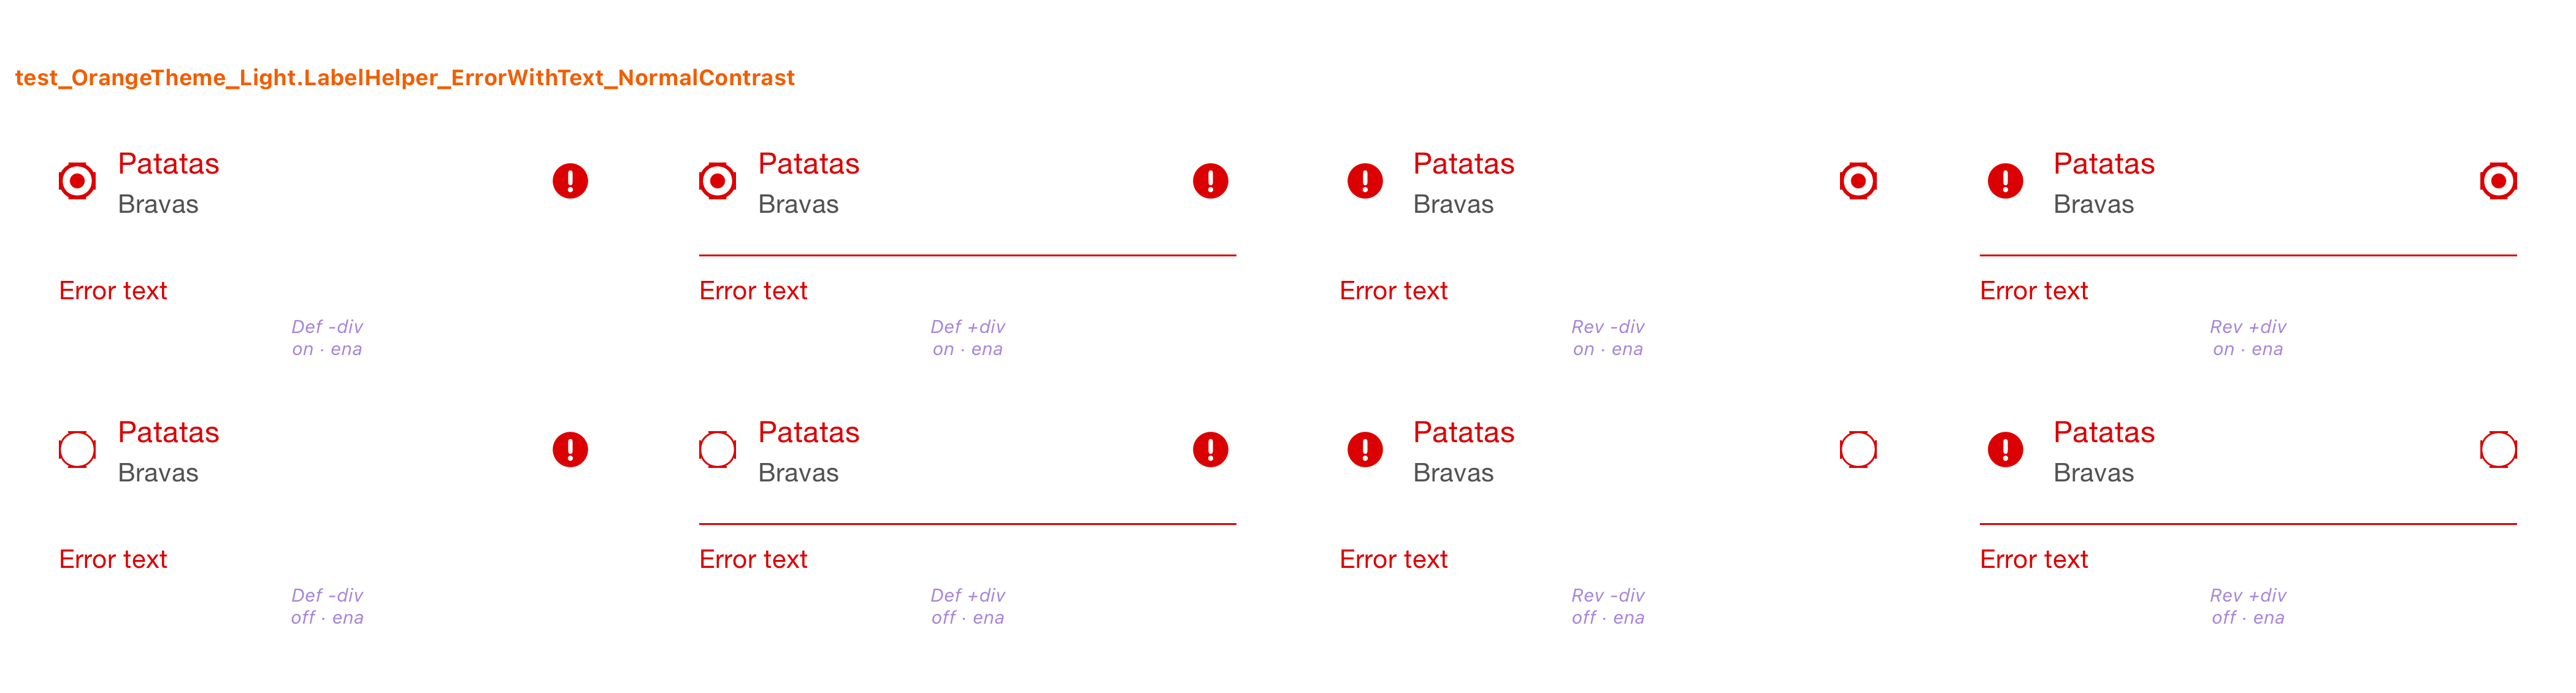 test_OrangeTheme_Light.LabelHelper_ErrorWithText_NormalContrast
Patatas
Bravas
Error text
Def -div
on · ena
Patatas
Bravas
Error text
Def +div
on · ena
Patatas
Bravas
Error text
Rev -div
on · ena
Patatas
Bravas
Error text
Rev +div
on · ena
Patatas
Bravas
Error text
Def -div
off · ena
Patatas
Bravas
Error text
Def +div
off · ena
Patatas
Bravas
Error text
Rev -div
off · ena
Patatas
Bravas
Error text
Rev +div
off · ena